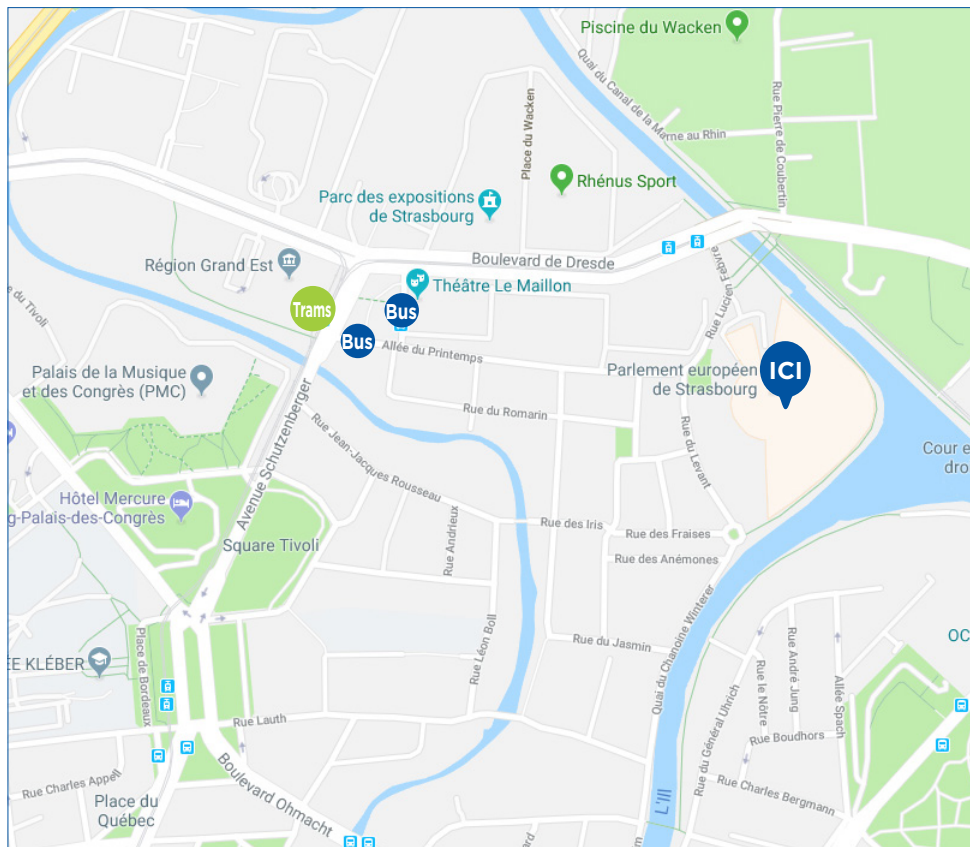 Piscine du Wacken
Quai du Canal de la Marne au Rhin
Rue Pierre de Coubertin
Place du Wacken
Rhénus Sport
Parc des expositions
de Strasbourg
Boulevard de Dresde
Région Grand Est
Théâtre Le Maillon
Trams
Bus
Bus
Rue Lucien Febvre
du Tivoli
Allée du Printemps
Palais de la Musique
et des Congrès (PMC)
Parlement européen
de Strasbourg
ICI
Rue du Romarin
Avenue Schutzenberger
Rue Jean-Jacques Rousseau
Rue du Levant
Cour e
dro
Hôtel Mercure
g-Palais-des-Congrès
Square Tivoli
Rue Andrieux
Rue des Iris
Rue des Fraises
Rue des Anémones
Rue Léon Boll
Rue du Jasmin
Quai du Chanoine Winterer
Place de Bordeaux
ÉE KLÉBER
OC
Rue André Jung
Rue le Nôtre
Allée Spach
Rue du Général Uhrich
Rue Lauth
Rue Boudhors
Boulevard Ohmacht
Rue Charles Appell
Rue Charles Bergmann
Place du
Québec
L'Ill
ard